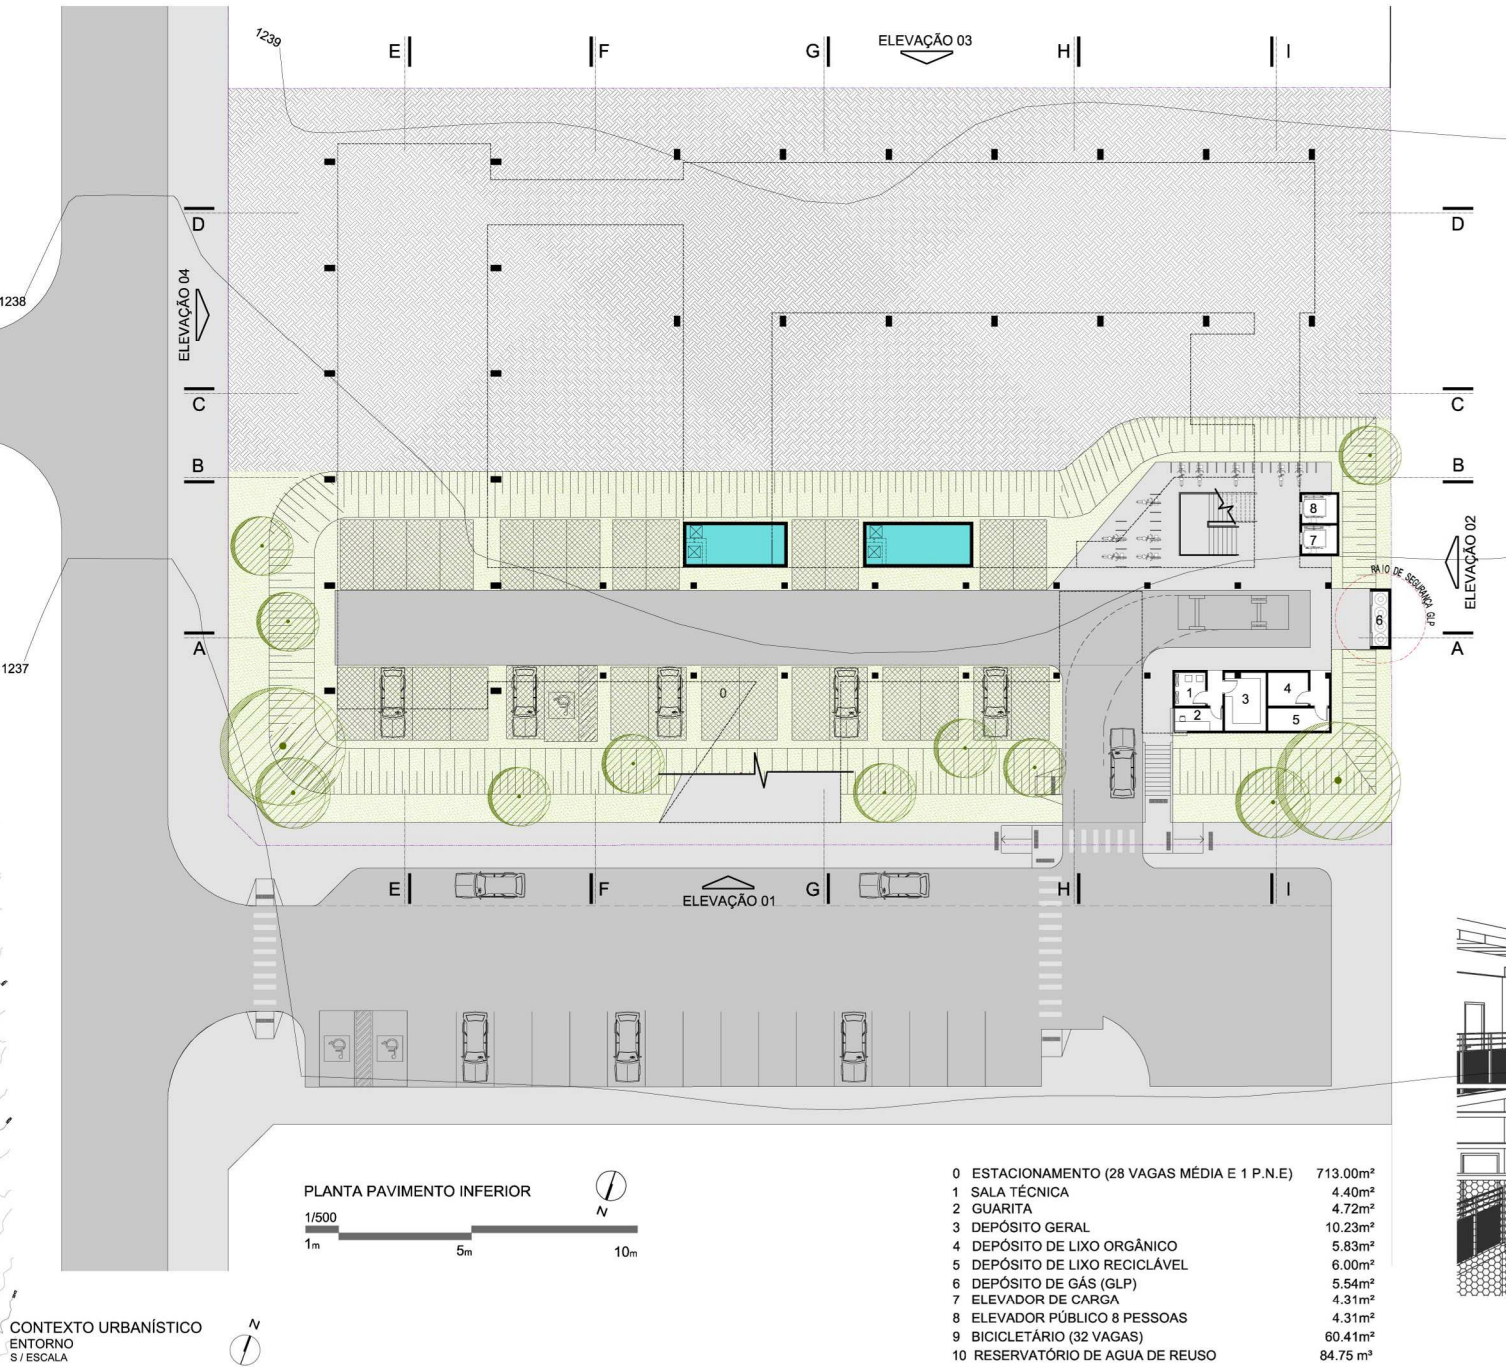 1239
E
F
G
ELEVAÇÃO 03
H
I
D
D
1238
ELEVAÇÃO 04
C
C
B
B
8
7
ELEVAÇÃO 02
RAIO DE SEGURANÇA GLP
6
A
A
1237
0
1
2
3
4
5
E
F
ELEVAÇÃO 01
G
H
I
PLANTA PAVIMENTO INFERIOR
N
1/500
1m
5m
10m
0 ESTACIONAMENTO (28 VAGAS MÉDIA E 1 P.N.E) 713.00m²
1 SALA TÉCNICA 4.40m²
2 GUARITA 4.72m²
3 DEPÓSITO GERAL 10.23m²
4 DEPÓSITO DE LIXO ORGÂNICO 5.83m²
5 DEPÓSITO DE LIXO RECICLÁVEL 6.00m²
6 DEPÓSITO DE GÁS (GLP) 5.54m²
7 ELEVADOR DE CARGA 4.31m²
8 ELEVADOR PÚBLICO 8 PESSOAS 4.31m²
9 BICICLETÁRIO (32 VAGAS) 60.41m²
10 RESERVATÓRIO DE AGUA DE REUSO 84.75 m³
CONTEXTO URBANÍSTICO
ENTORNO
S / ESCALA
N